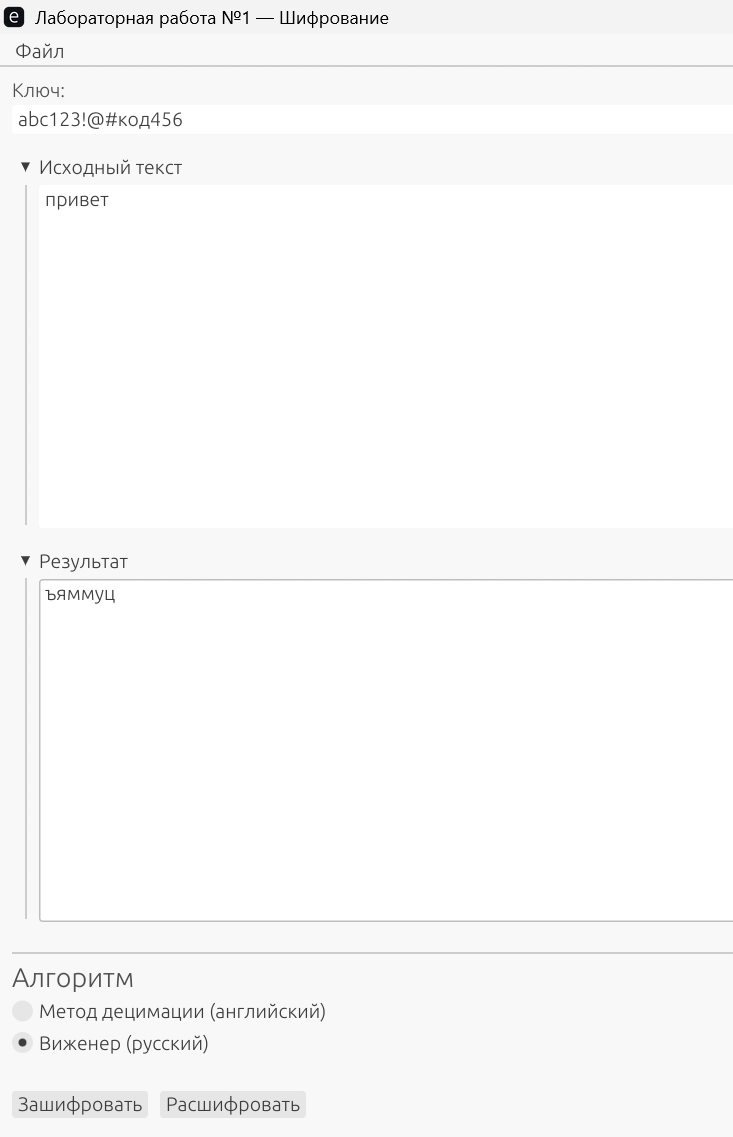 e Лабораторная работа №1 — Шифрование
Файл
Ключ:
abc123!@#код456
▼ Исходный текст
привет
▼ Результат
ъяммуц
Алгоритм
Метод децимации (английский)
Виженер (русский)
Зашифровать Расшифровать